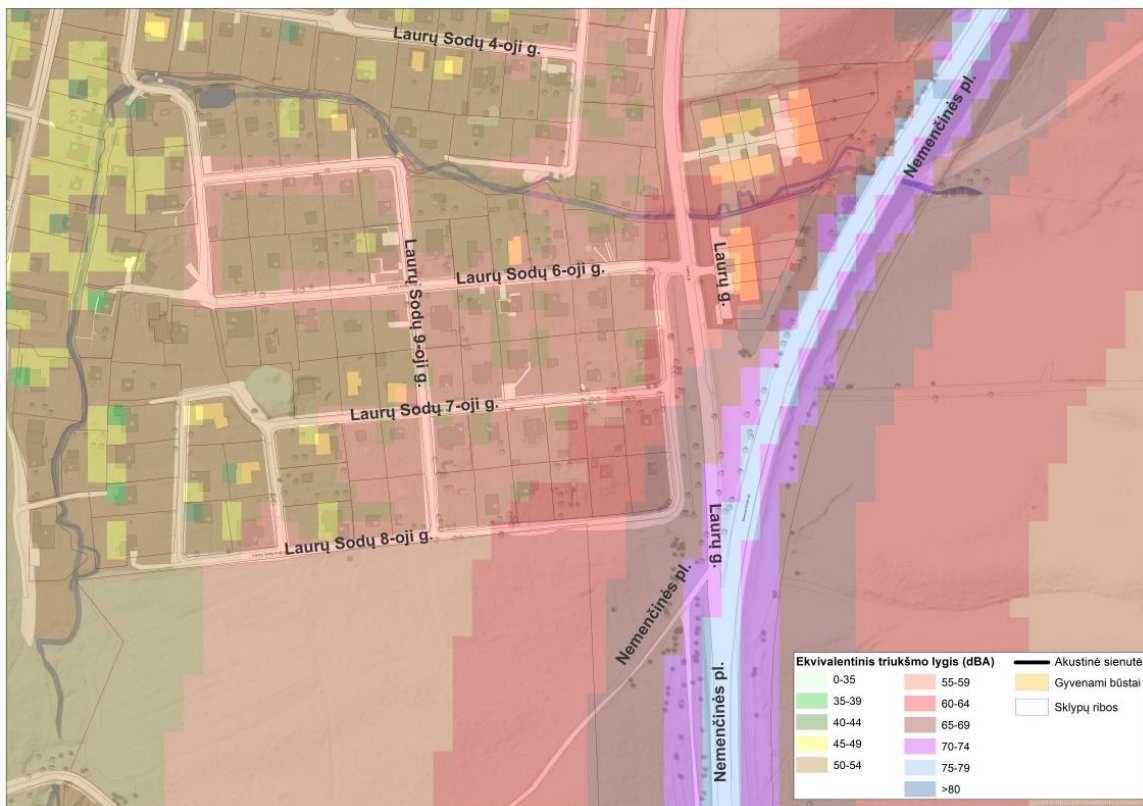 Laurų Sodų 4-oji g.
Nemenčinės pl.
Laurų Sodų 6-oji g.
Laurų Sodų 9-oji g.
Laurų g.
Laurų Sodų 7-oji g.
Laurų Sodų 8-oji g.
Laurų g.
Nemenčinės pl.
Nemenčinės pl.
Ekvivalentinis triukšmo lygis (dBA)
0-35
35-39
40-44
45-49
50-54
55-59
60-64
65-69
70-74
75-79
>80
Akustinė sienutė
Gyvenami būstai
Sklypų ribos